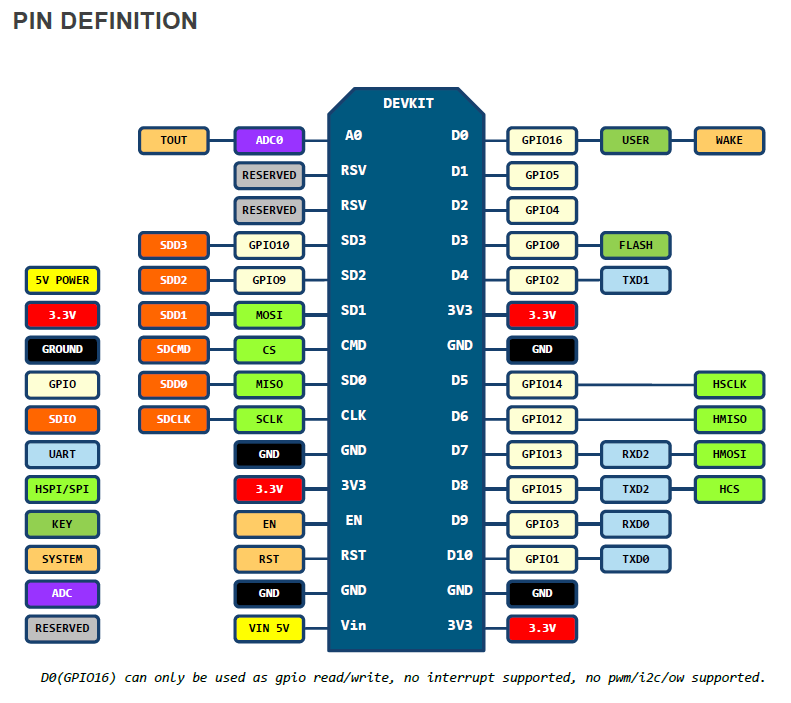 PIN DEFINITION
DEVKIT
TOUT ADC0 A0 D0 GPIO16 USER WAKE
RESERVED RSV D1 GPIO5
RESERVED RSV D2 GPIO4
SDD3 GPIO10 SD3 D3 GPIO0 FLASH
5V POWER SDD2 GPIO9 SD2 D4 GPIO2 TXD1
3.3V SDD1 MOSI SD1 3V3 3.3V
GROUND SDCMD CS CMD GND GND
GPIO SDD0 MISO SD0 D5 GPIO14 HSCLK
SDIO SDCLK SCLK CLK D6 GPIO12 HMISO
UART GND GND D7 GPIO13 RXD2 HMOSI
HSPI/SPI 3.3V 3V3 D8 GPIO15 TXD2 HCS
KEY EN EN D9 GPIO3 RXD0
SYSTEM RST RST D10 GPIO1 TXD0
ADC GND GND GND GND
RESERVED VIN 5V Vin 3V3 3.3V
D0(GPIO16) can only be used as gpio read/write, no interrupt supported, no pwm/i2c/ow supported.